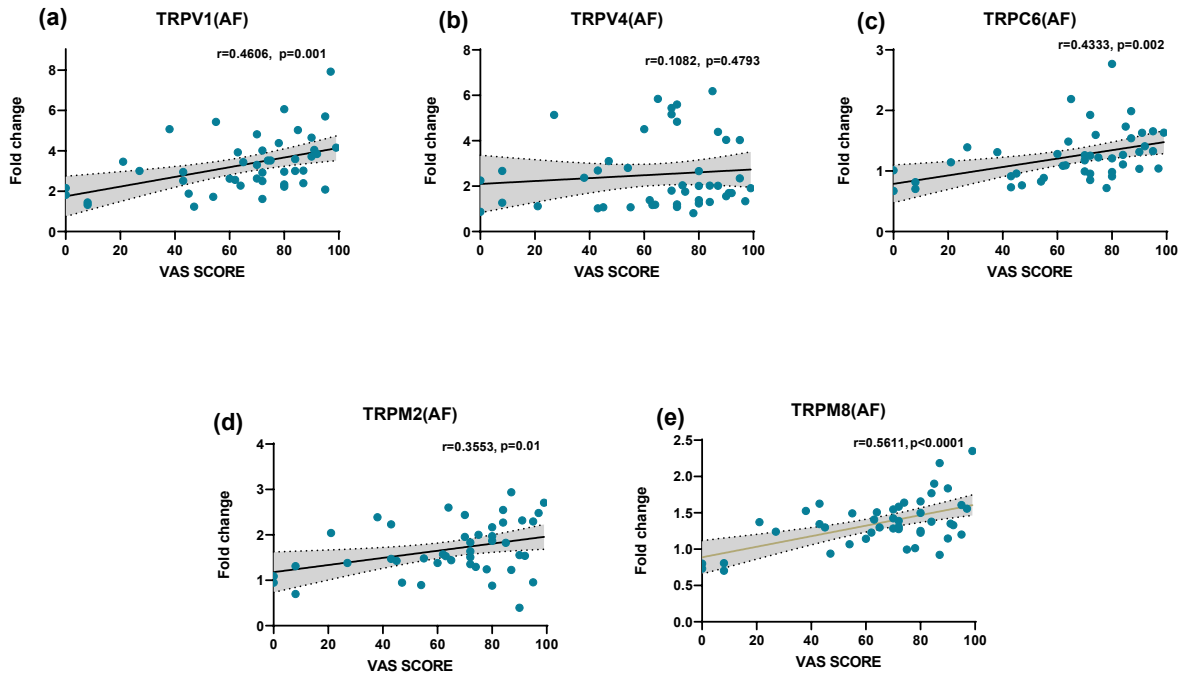 (a)
TRPV1(AF)
r=0.4606, p=0.001
8
6
4
2
0
Fold change
0 20 40 60 80 100
VAS SCORE
(b)
TRPV4(AF)
r=0.1082, p=0.4793
8
6
4
2
0
Fold change
0 20 40 60 80 100
VAS SCORE
(c)
TRPC6(AF)
r=0.4333, p=0.002
3
2
1
0
Fold change
0 20 40 60 80 100
VAS SCORE
(d)
TRPM2(AF)
r=0.3553, p=0.01
4
3
2
1
0
Fold change
0 20 40 60 80 100
VAS SCORE
(e)
TRPM8(AF)
r=0.5611, p<0.0001
2.5
2.0
1.5
1.0
0.5
0.0
Fold change
0 20 40 60 80 100
VAS SCORE